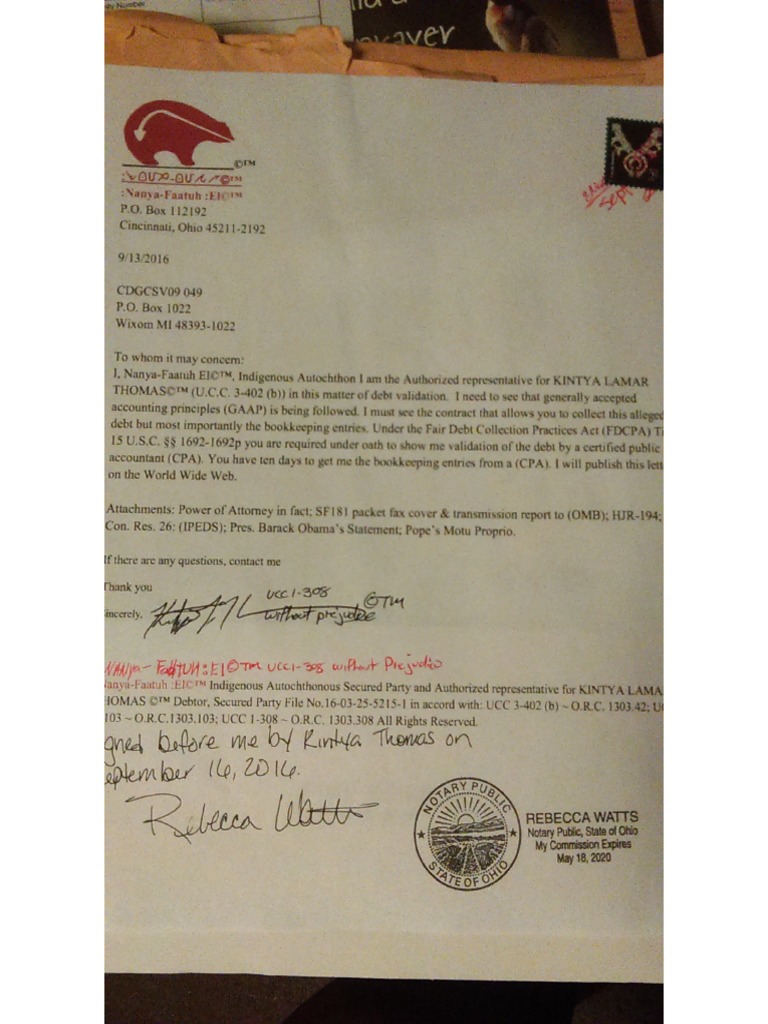 y Number
©TM
:Nanya-Faatuh :EI©™
P.O. Box 112192
Cincinnati, Ohio 45211-2192
9/13/2016
CDGCSV09 049
P.O. Box 1022
Wixom MI 48393-1022
To whom it may concern:
I, Nanya-Faatuh EI©™, Indigenous Autochthon I am the Authorized representative for KINTYA LAMAR
THOMAS©™ (U.C.C. 3-402 (b)) in this matter of debt validation. I need to see that generally accepted
accounting principles (GAAP) is being followed. I must see the contract that allows you to collect this alleged
debt but most importantly the bookkeeping entries. Under the Fair Debt Collection Practices Act (FDCPA) T
15 U.S.C. §§ 1692-1692p you are required under oath to show me validation of the debt by a certified public
accountant (CPA). You have ten days to get me the bookkeeping entries from a (CPA). I will publish this lett
on the World Wide Web.
Attachments: Power of Attorney in fact; SF181 packet fax cover & transmission report to (OMB); HJR-194;
Con. Res. 26: (IPEDS); Pres. Barack Obama's Statement; Pope's Motu Proprio.
If there are any questions, contact me
Thank you
incerely, UCC 1-308 without prejudice ©TM
NANya-FaatUH:EI©TM UCC1-308 without Prejudice
anya-Faatuh :EI©™ Indigenous Autochthonous Secured Party and Authorized representative for KINTYA LAMA
HOMAS ©™ Debtor, Secured Party File No.16-03-25-5215-1 in accord with: UCC 3-402 (b) ~ O.R.C. 1303.42; U
103 ~ O.R.C.1303.103; UCC 1-308 ~ O.R.C. 1303.308 All Rights Reserved.
gned before me by Kintya Thomas on
eptember 16, 2016.
Rebecca Watts
NOTARY PUBLIC
STATE OF OHIO
REBECCA WATTS
Notary Public, State of Ohio
My Commission Expires
May 18, 2020